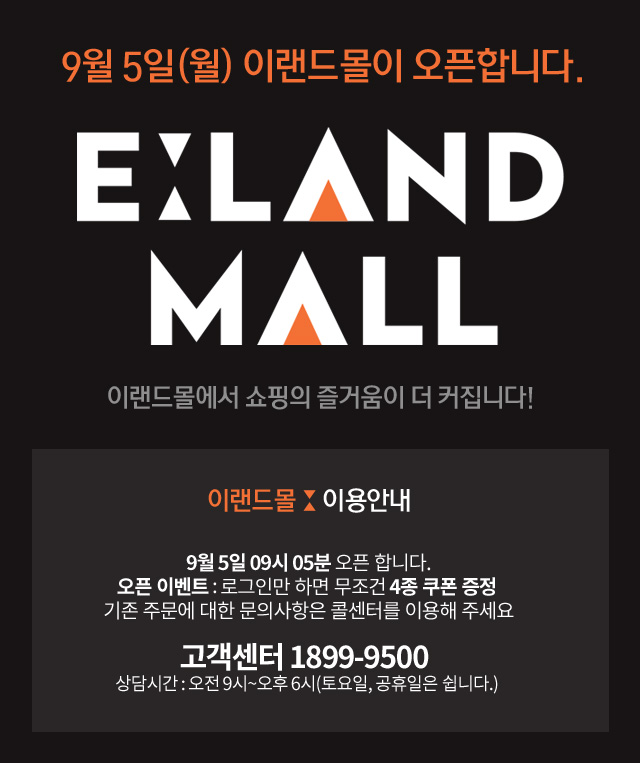 9월 5일(월) 이랜드몰이 오픈합니다.
E:LAND
MALL
이랜드몰에서 쇼핑의 즐거움이 더 커집니다!
이랜드몰 이용안내
9월 5일 09시 05분 오픈 합니다.
오픈 이벤트 : 로그인만 하면 무조건 4종 쿠폰 증정
기존 주문에 대한 문의사항은 콜센터를 이용해 주세요
고객센터 1899-9500
상담시간 : 오전 9시~오후 6시(토요일, 공휴일은 쉽니다.)